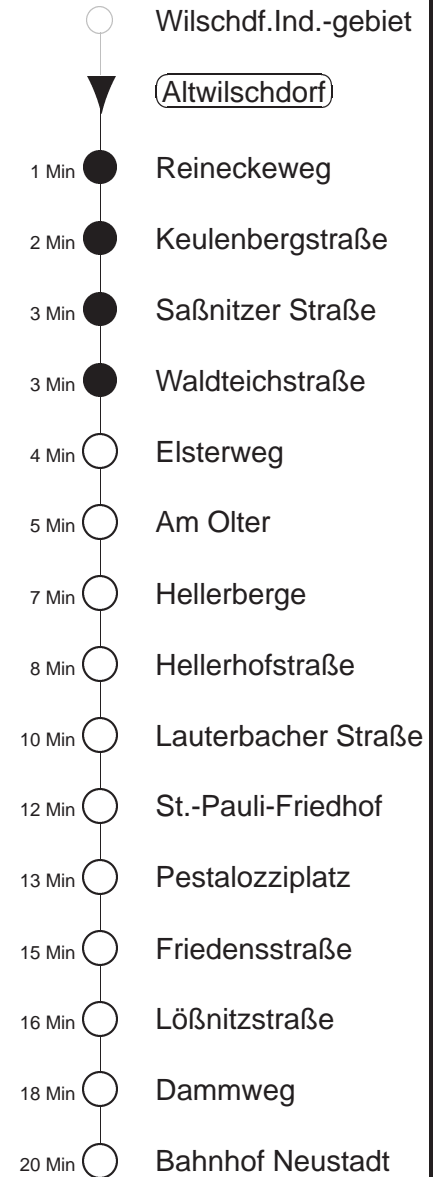 Wilschdf.Ind.-gebiet
Altwilschdorf
1 Min Reineckeweg
2 Min Keulenbergstraße
3 Min Saßnitzer Straße
3 Min Waldteichstraße
4 Min Elsterweg
5 Min Am Olter
7 Min Hellerberge
8 Min Hellerhofstraße
10 Min Lauterbacher Straße
12 Min St.-Pauli-Friedhof
13 Min Pestalozziplatz
15 Min Friedensstraße
16 Min Lößnitzstraße
18 Min Dammweg
20 Min Bahnhof Neustadt